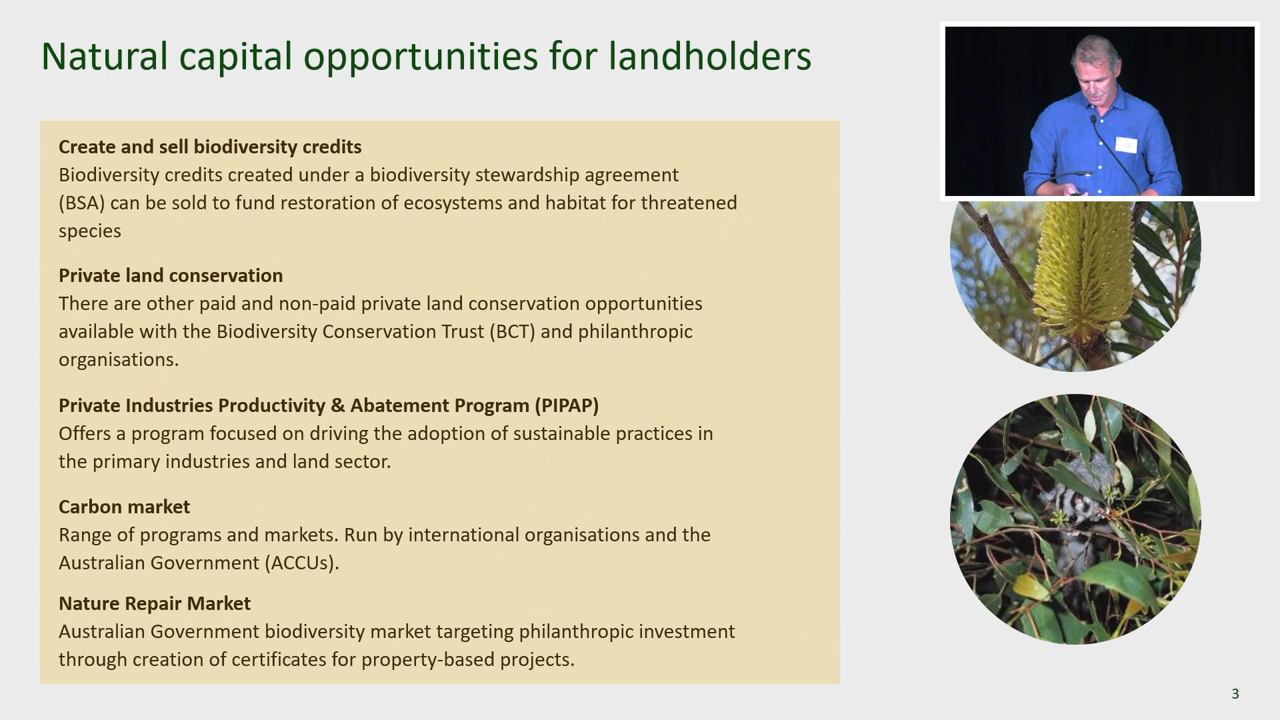 Natural capital opportunities for landholders
Create and sell biodiversity credits
Biodiversity credits created under a biodiversity stewardship agreement
(BSA) can be sold to fund restoration of ecosystems and habitat for threatened
species
Private land conservation
There are other paid and non-paid private land conservation opportunities
available with the Biodiversity Conservation Trust (BCT) and philanthropic
organisations.
Private Industries Productivity & Abatement Program (PIPAP)
Offers a program focused on driving the adoption of sustainable practices in
the primary industries and land sector.
Carbon market
Range of programs and markets. Run by international organisations and the
Australian Government (ACCUs).
Nature Repair Market
Australian Government biodiversity market targeting philanthropic investment
through creation of certificates for property-based projects.
3